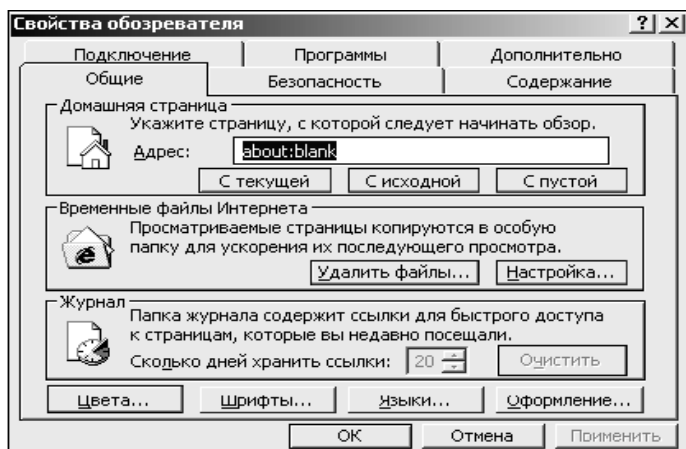 Свойства обозревателя
Подключение Программы Дополнительно
Общие Безопасность Содержание
Домашняя страница
Укажите страницу, с которой следует начинать обзор.
Адрес: about:blank
С текущей С исходной С пустой
Временные файлы Интернета
Просматриваемые страницы копируются в особую
папку для ускорения их последующего просмотра.
Удалить файлы... Настройка...
Журнал
Папка журнала содержит ссылки для быстрого доступа
к страницам, которые вы недавно посещали.
Сколько дней хранить ссылки: 20 Очистить
Цвета... Шрифты... Языки... Оформление...
OK Отмена Применить